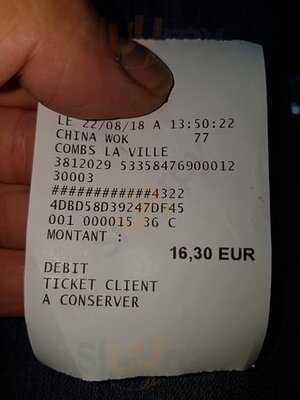 LE 22/08/18 A 13:50:22
CHINA WOK 77
COMBS LA VILLE
3812029 53358476900012
30003
############4322
4DBD58D39247DF45
001 000015 36 C
MONTANT :
16,30 EUR
DEBIT
TICKET CLIENT
A CONSERVER